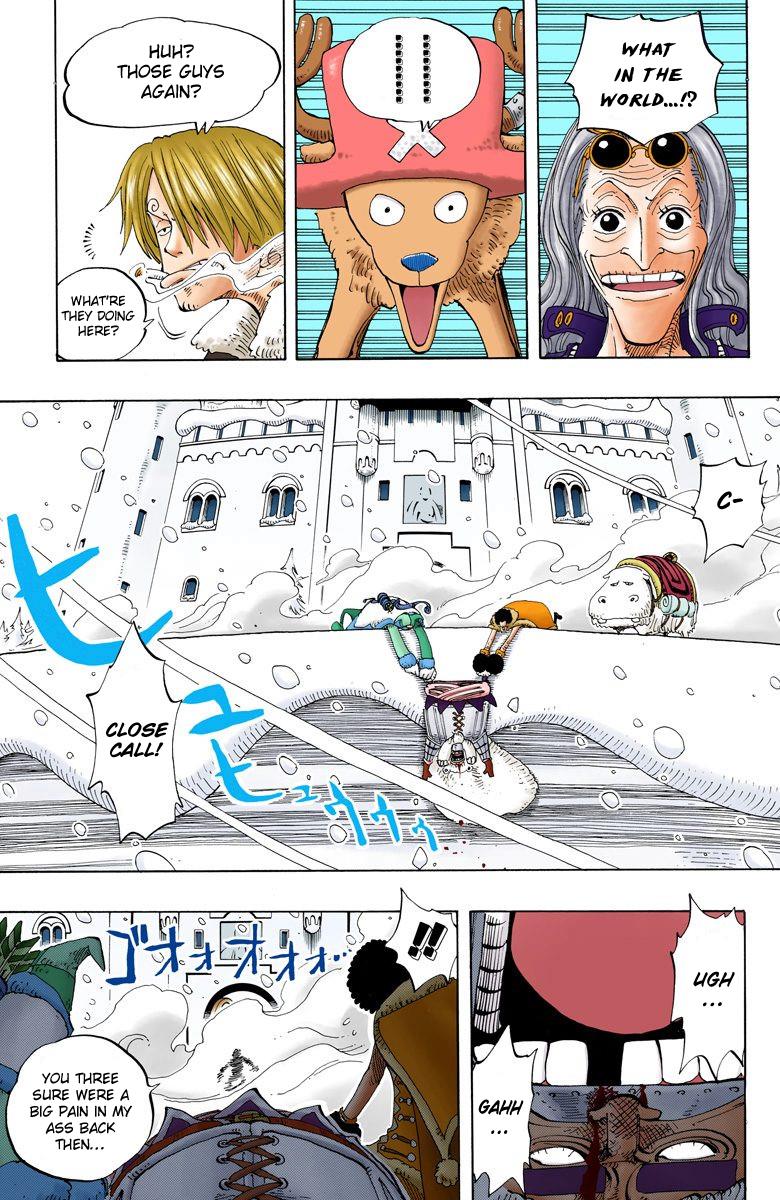 WHAT
IN THE
WORLD...!?
!!
HUH?
THOSE GUYS
AGAIN?
WHAT'RE
THEY DOING
HERE?
C-
CLOSE
CALL!
ヒュヒュウウウ
UGH
...
GAHH
...
!!
ゴオォオオオ...
YOU THREE
SURE WERE A
BIG PAIN IN MY
ASS BACK
THEN...